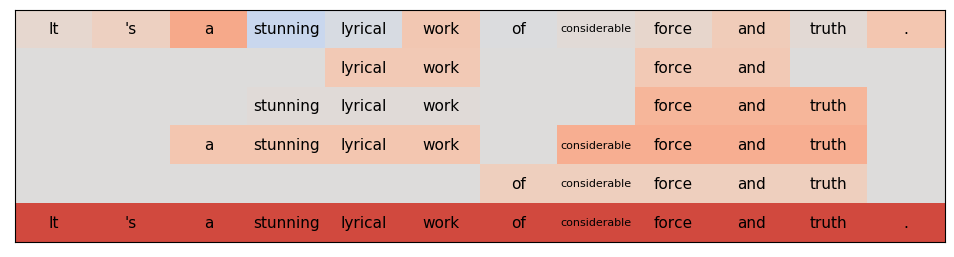 It 's a stunning lyrical work of considerable force and truth .
lyrical work force and
stunning lyrical work force and truth
a stunning lyrical work considerable force and truth
of considerable force and truth
It 's a stunning lyrical work of considerable force and truth .